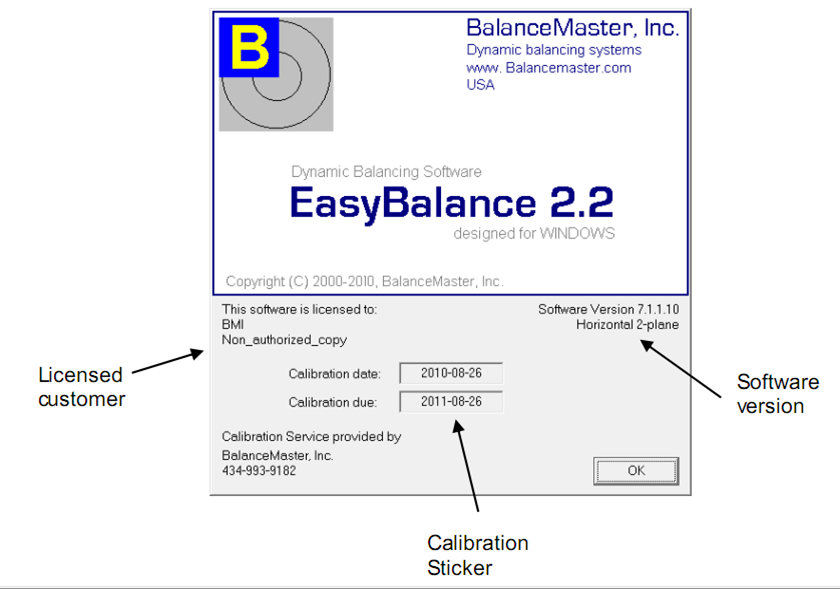 B
BalanceMaster, Inc.
Dynamic balancing systems
www. Balancemaster.com
USA
Dynamic Balancing Software
EasyBalance 2.2
designed for WINDOWS
Copyright (C) 2000-2010, BalanceMaster, Inc.
This software is licensed to:
BMI
Non_authorized_copy
Software Version 7.1.1.10
Horizontal 2-plane
Licensed
customer
Calibration date: 2010-08-26
Calibration due: 2011-08-26
Software
version
Calibration Service provided by
BalanceMaster, Inc.
434-993-9182
OK
Calibration
Sticker